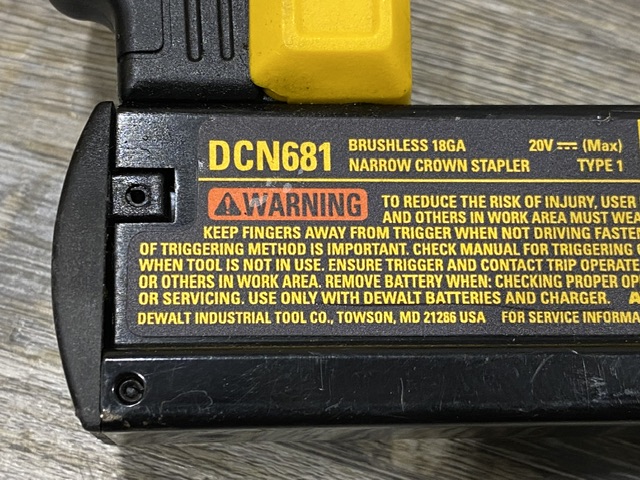 DCN681 BRUSHLESS 18GA 20V ⎓ (Max)
NARROW CROWN STAPLER TYPE 1
⚠WARNING TO REDUCE THE RISK OF INJURY, USER
AND OTHERS IN WORK AREA MUST
KEEP FINGERS AWAY FROM TRIGGER WHEN NOT DRIVING
OF TRIGGERING METHOD IS IMPORTANT. CHECK MANUAL FOR TRIGGERING
WHEN TOOL IS NOT IN USE. ENSURE TRIGGER AND CONTACT TRIP
OR OTHERS IN WORK AREA. REMOVE BATTERY WHEN: CHECKING PROPER
OR SERVICING. USE ONLY WITH DEWALT BATTERIES AND CHARGER.
DEWALT INDUSTRIAL TOOL CO., TOWSON, MD 21286 USA FOR SERVICE